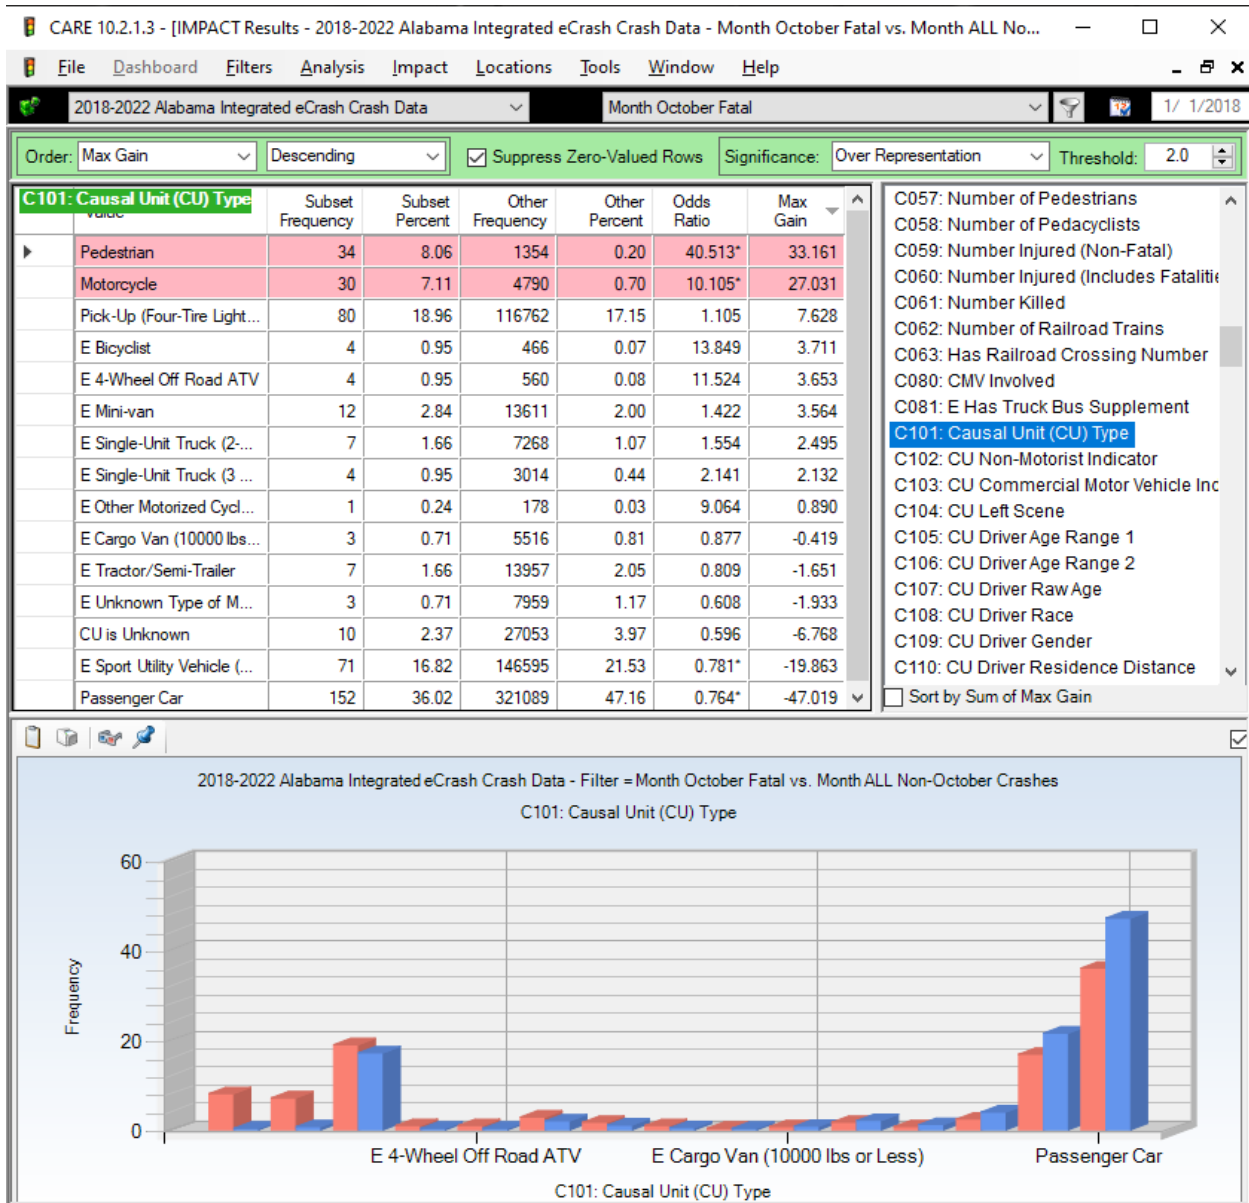 CARE 10.2.1.3 - [IMPACT Results - 2018-2022 Alabama Integrated eCrash Crash Data - Month October Fatal vs. Month ALL No...
File Dashboard Filters Analysis Impact Locations Tools Window Help
2018-2022 Alabama Integrated eCrash Crash Data Month October Fatal 1/ 1/2018
Order: Max Gain Descending Suppress Zero-Valued Rows Significance: Over Representation Threshold: 2.0
C101: Causal Unit (CU) Type
Value Subset Frequency Subset Percent Other Frequency Other Percent Odds Ratio Max Gain
Pedestrian 34 8.06 1354 0.20 40.513* 33.161
Motorcycle 30 7.11 4790 0.70 10.105* 27.031
Pick-Up (Four-Tire Light... 80 18.96 116762 17.15 1.105 7.628
E Bicyclist 4 0.95 466 0.07 13.849 3.711
E 4-Wheel Off Road ATV 4 0.95 560 0.08 11.524 3.653
E Mini-van 12 2.84 13611 2.00 1.422 3.564
E Single-Unit Truck (2-... 7 1.66 7268 1.07 1.554 2.495
E Single-Unit Truck (3 ... 4 0.95 3014 0.44 2.141 2.132
E Other Motorized Cycl... 1 0.24 178 0.03 9.064 0.890
E Cargo Van (10000 lbs... 3 0.71 5516 0.81 0.877 -0.419
E Tractor/Semi-Trailer 7 1.66 13957 2.05 0.809 -1.651
E Unknown Type of M... 3 0.71 7959 1.17 0.608 -1.933
CU is Unknown 10 2.37 27053 3.97 0.596 -6.768
E Sport Utility Vehicle (... 71 16.82 146595 21.53 0.781* -19.863
Passenger Car 152 36.02 321089 47.16 0.764* -47.019
C057: Number of Pedestrians
C058: Number of Pedacyclists
C059: Number Injured (Non-Fatal)
C060: Number Injured (Includes Fatalitie
C061: Number Killed
C062: Number of Railroad Trains
C063: Has Railroad Crossing Number
C080: CMV Involved
C081: E Has Truck Bus Supplement
C101: Causal Unit (CU) Type
C102: CU Non-Motorist Indicator
C103: CU Commercial Motor Vehicle Inc
C104: CU Left Scene
C105: CU Driver Age Range 1
C106: CU Driver Age Range 2
C107: CU Driver Raw Age
C108: CU Driver Race
C109: CU Driver Gender
C110: CU Driver Residence Distance
Sort by Sum of Max Gain
2018-2022 Alabama Integrated eCrash Crash Data - Filter = Month October Fatal vs. Month ALL Non-October Crashes
C101: Causal Unit (CU) Type
Frequency
60
40
20
0
E 4-Wheel Off Road ATV E Cargo Van (10000 lbs or Less) Passenger Car
C101: Causal Unit (CU) Type